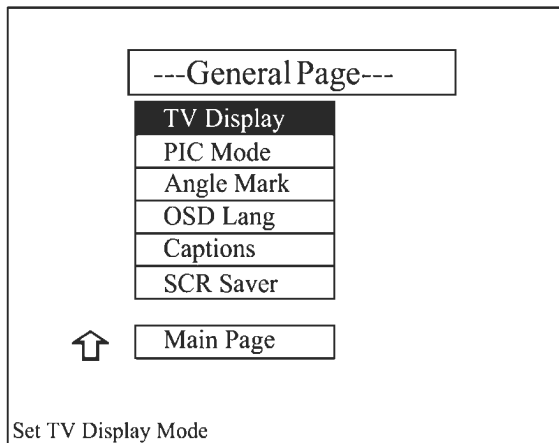 ---General Page---
TV Display
PIC Mode
Angle Mark
OSD Lang
Captions
SCR Saver
Main Page
Set TV Display Mode